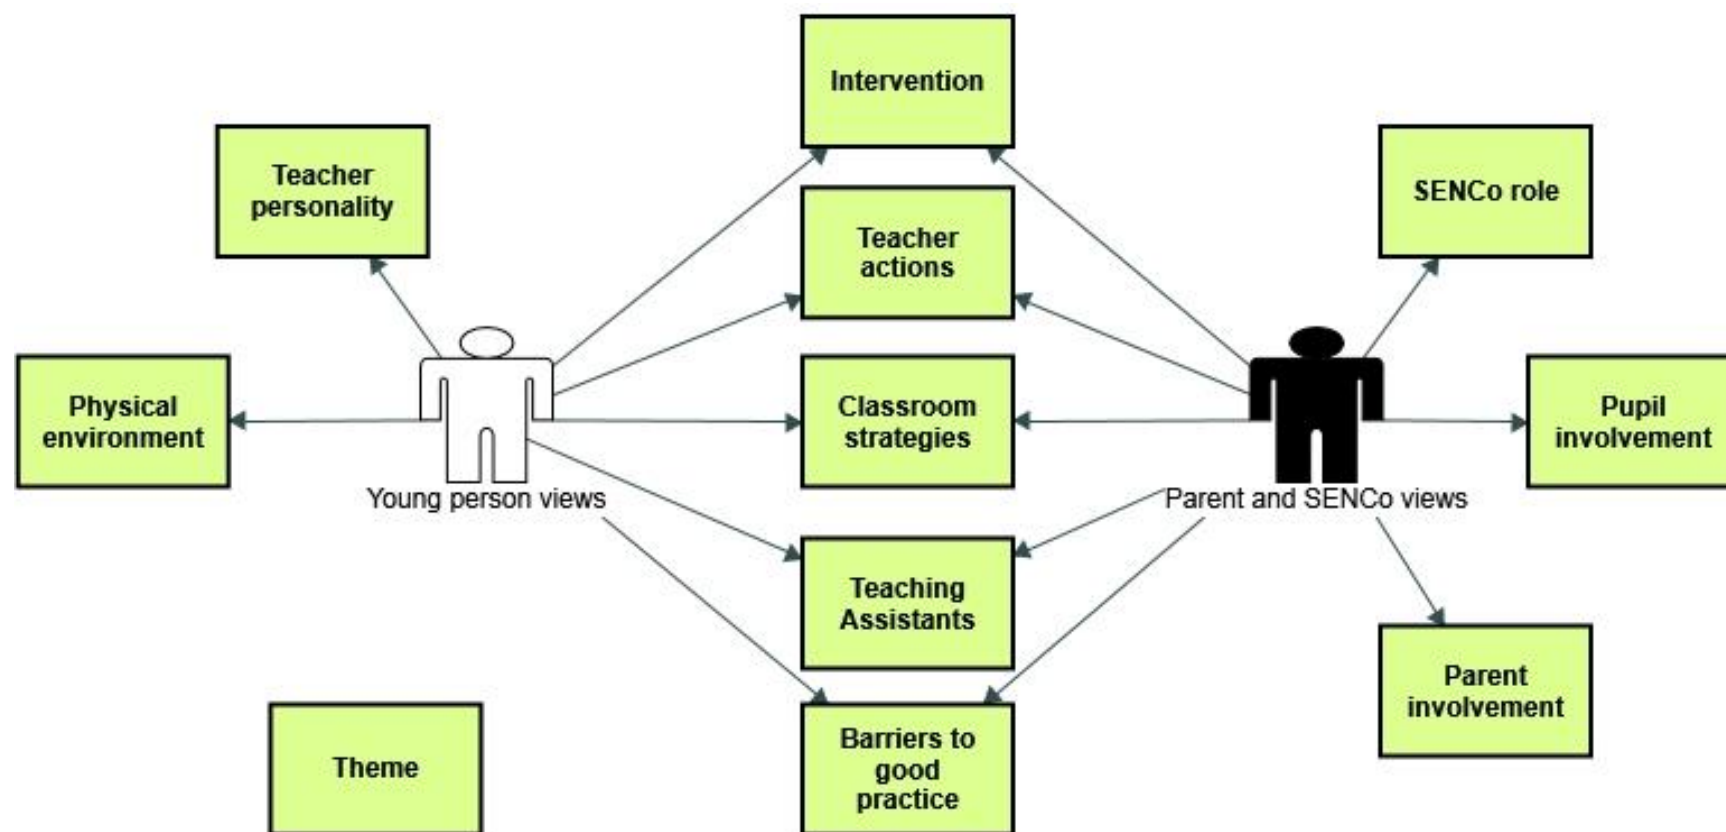 Intervention
Teacher
personality
SENCo role
Teacher
actions
Physical
environment
Classroom
strategies
Pupil
involvement
Young person views
Parent and SENCo views
Teaching
Assistants
Parent
involvement
Theme
Barriers to
good
practice